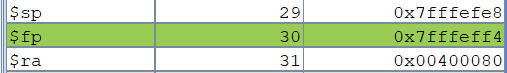 $sp 29 0x7fffefe8
$fp 30 0x7fffeff4
$ra 31 0x00400080